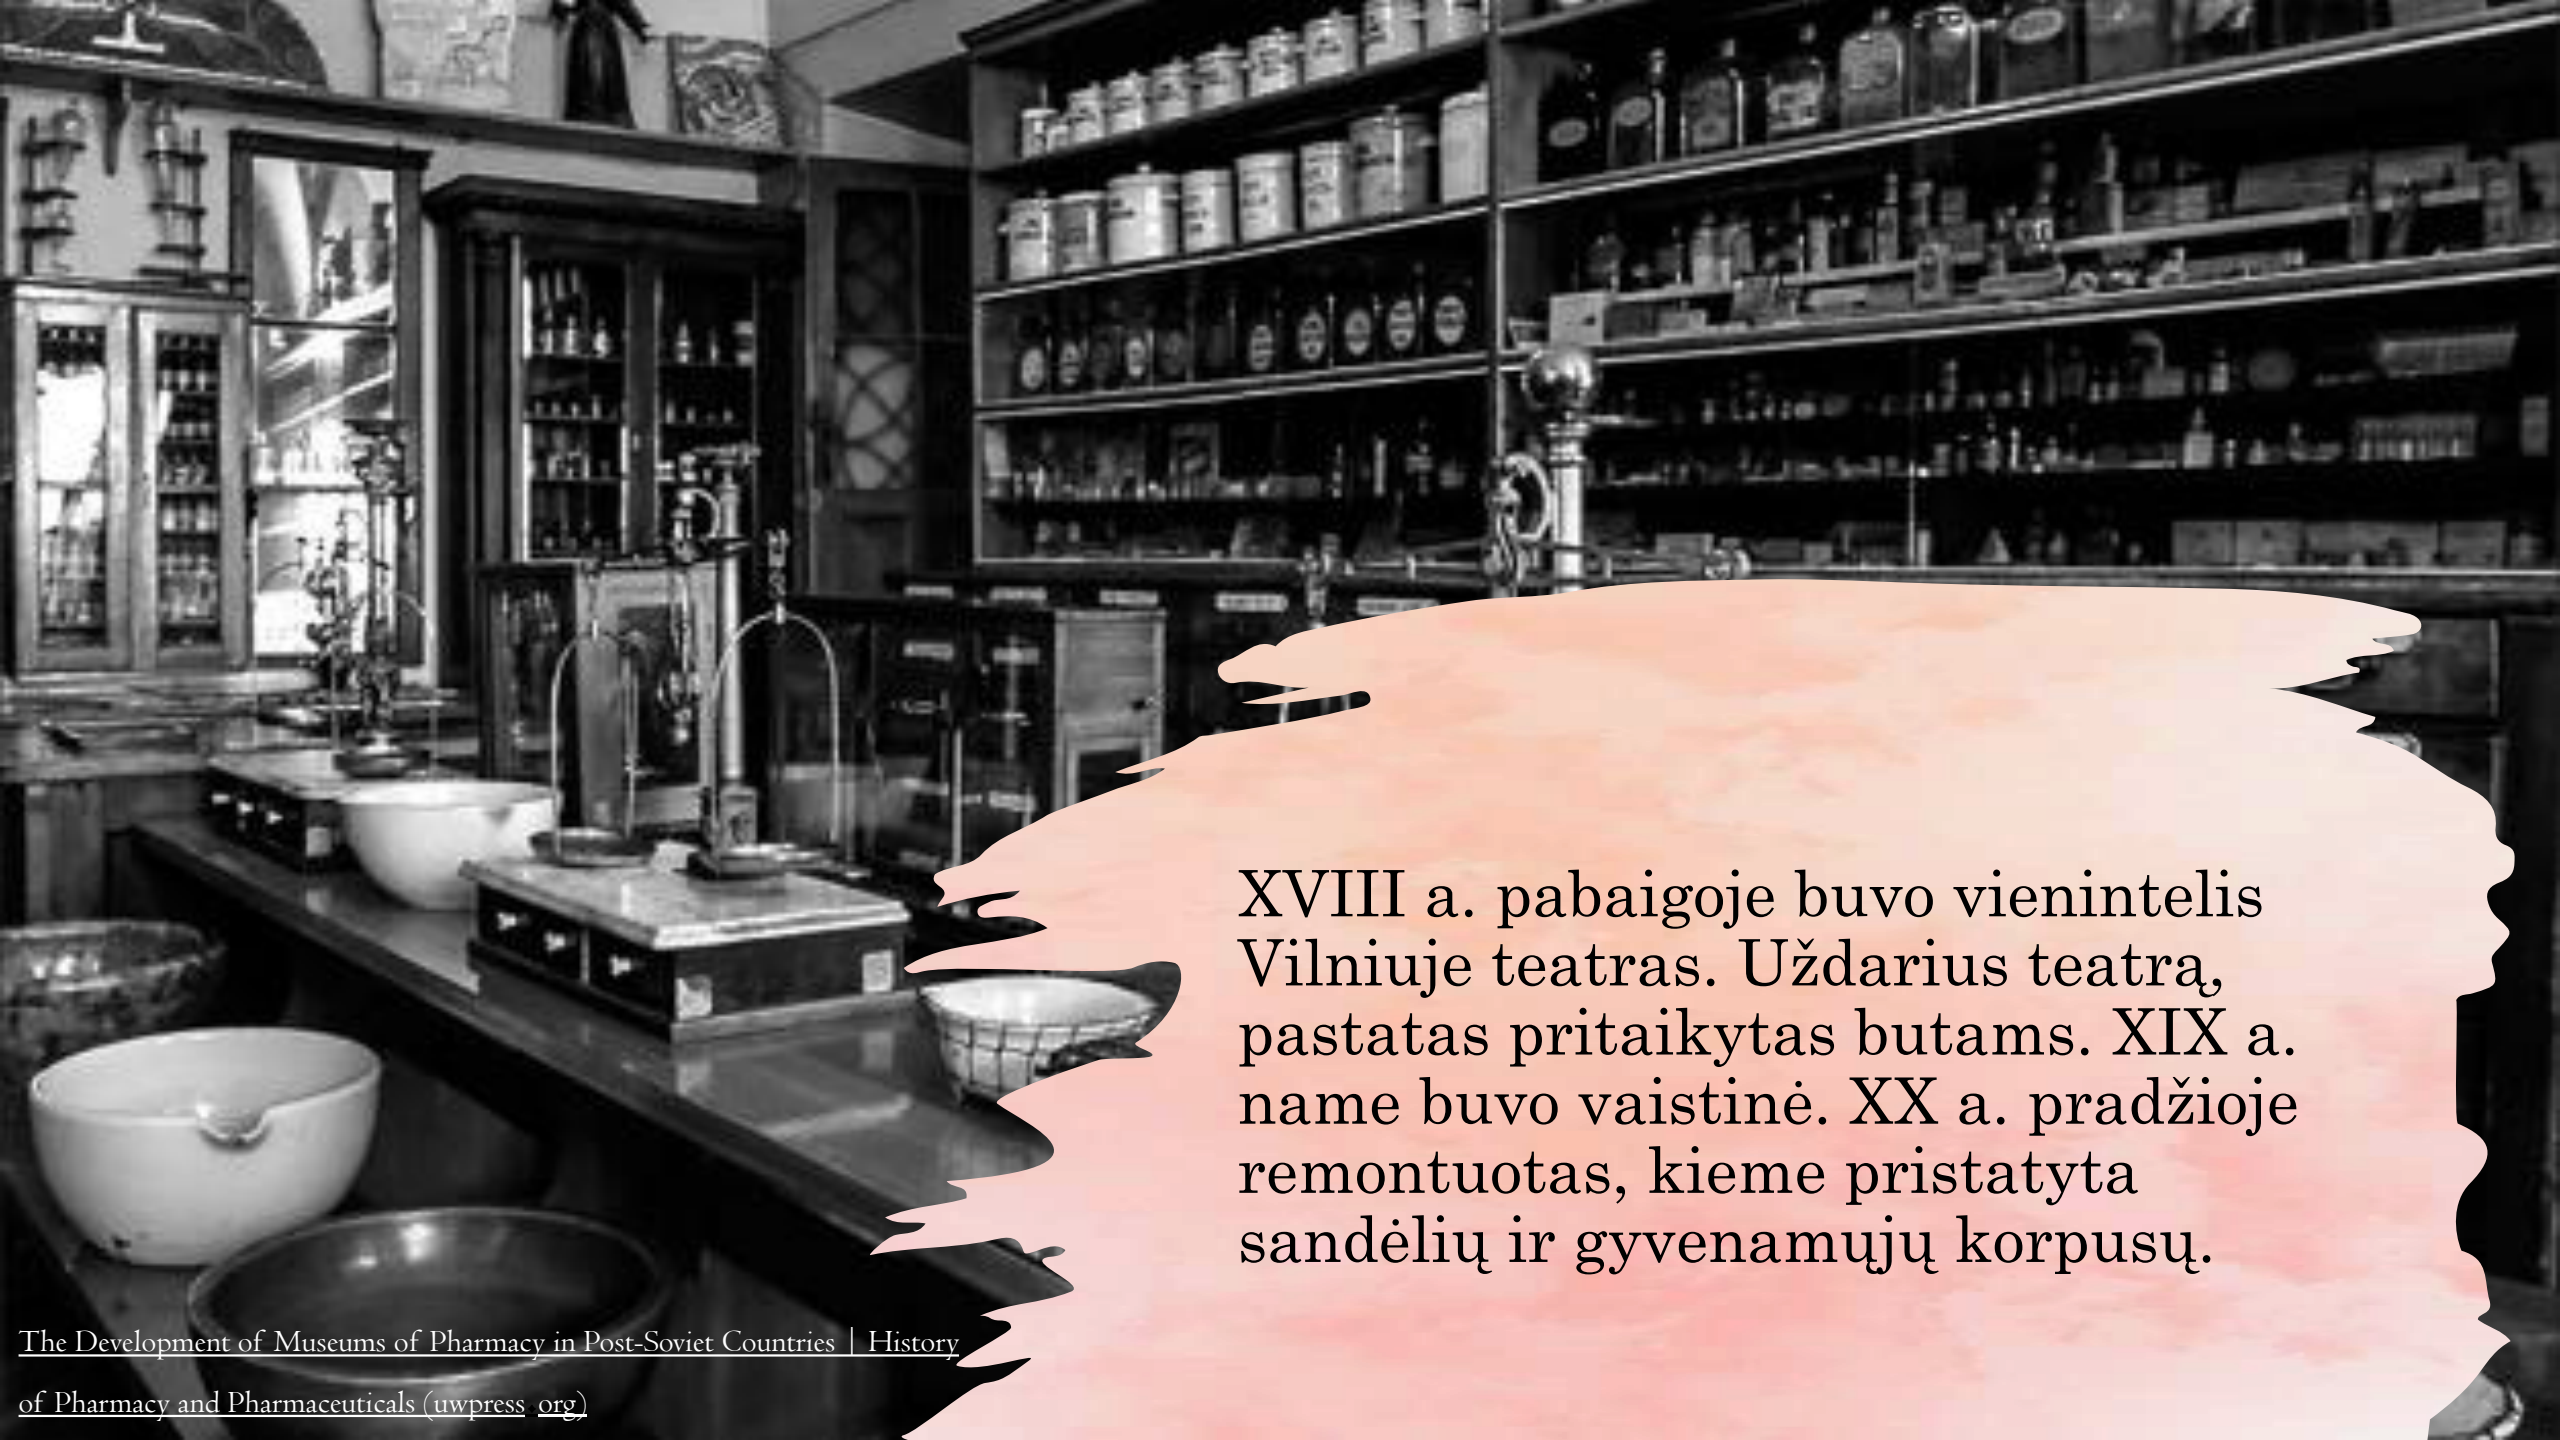 XVIII a. pabaigoje buvo vienintelis
Vilniuje teatras. Uždarius teatrą,
pastatas pritaikytas butams. XIX a.
name buvo vaistinė. XX a. pradžioje
remontuotas, kieme pristatyta
sandėlių ir gyvenamųjų korpusų.
The Development of Museums of Pharmacy in Post-Soviet Countries | History
of Pharmacy and Pharmaceuticals (uwpress.org)